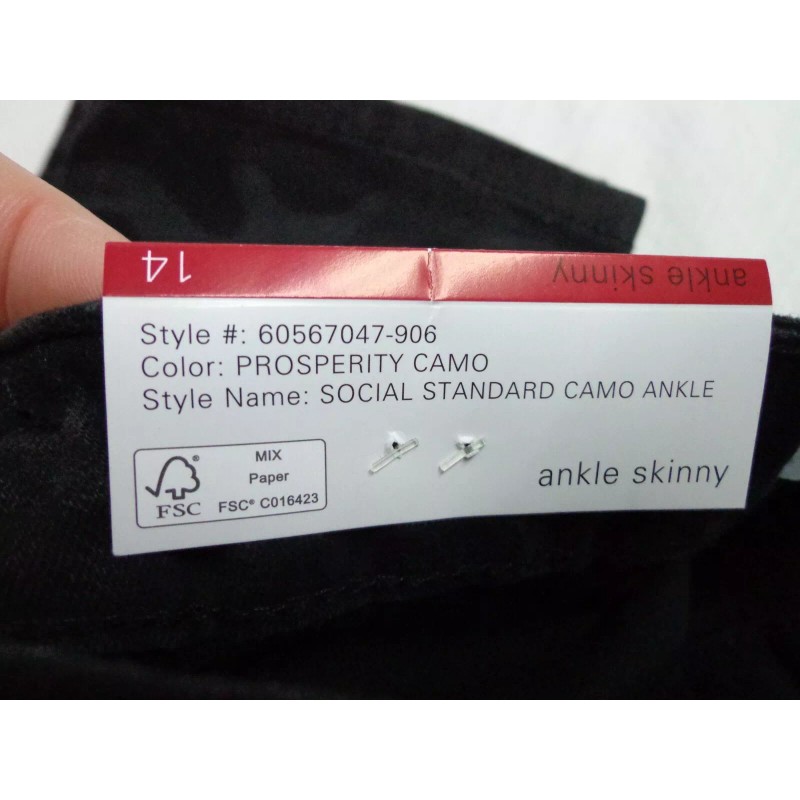 14 ankle skinny
Style #: 60567047-906
Color: PROSPERITY CAMO
Style Name: SOCIAL STANDARD CAMO ANKLE
MIX
Paper
FSC® C016423
®
FSC
ankle skinny